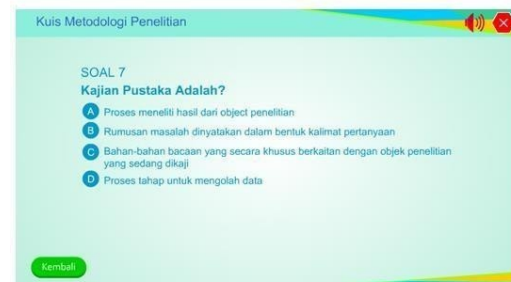 Kuis Metodologi Penelitian
SOAL 7
Kajian Pustaka Adalah?
A Proses meneliti hasil dari object penelitian
B Rumusan masalah dinyatakan dalam bentuk kalimat pertanyaan
C Bahan-bahan bacaan yang secara khusus berkaitan dengan objek penelitian
yang sedang dikaji
D Proses tahap untuk mengolah data
Kembali